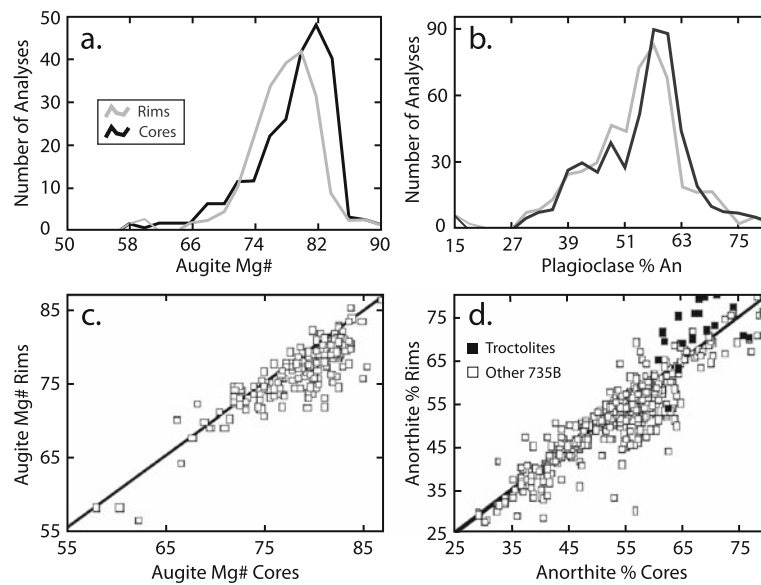 a.
Number of Analyses
50
40
30
20
10
0
Rims
Cores
50 58 66 74 82 90
Augite Mg#
b.
Number of Analyses
90
60
30
0
15 27 39 51 63 75
Plagioclase % An
c.
Augite Mg# Rims
85
75
65
55
55 65 75 85
Augite Mg# Cores
d.
Anorthite % Rims
75
65
55
45
35
25
Troctolites
Other 735B
25 35 45 55 65 75
Anorthite % Cores